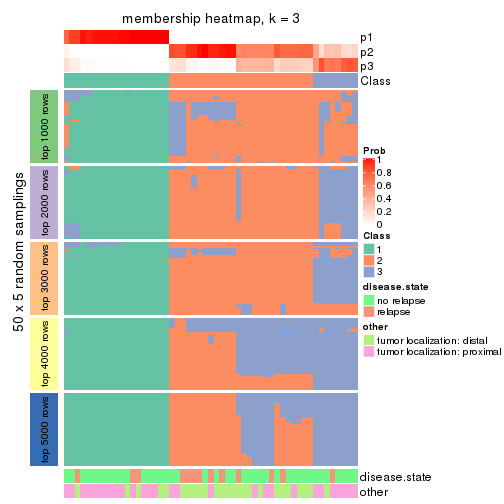 membership heatmap, k = 3
p1
p2
p3
Class
50 x 5 random samplings
top 1000 rows
top 2000 rows
top 3000 rows
top 4000 rows
top 5000 rows
Prob
1
0.8
0.6
0.4
0.2
0
Class
1
2
3
disease.state
no relapse
relapse
other
tumor localization: distal
tumor localization: proximal
disease.state
other